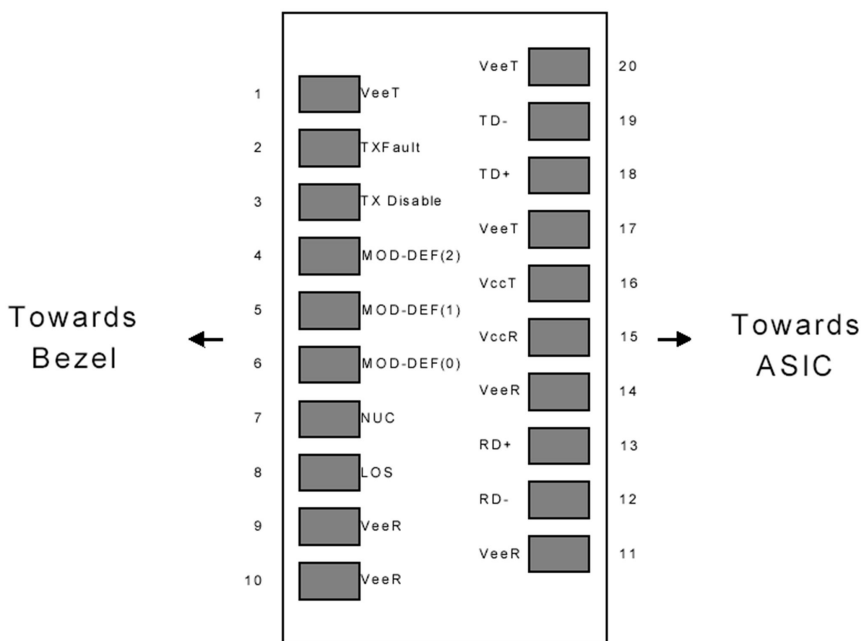 VeeT 20
1 VeeT
TD- 19
2 TXFault
TD+ 18
3 TX Disable
VeeT 17
4 MOD-DEF(2)
VccT 16
5 MOD-DEF(1)
VccR 15
6 MOD-DEF(0)
VeeR 14
7 NUC
RD+ 13
8 LOS
RD- 12
9 VeeR
VeeR 11
10 VeeR
Towards
Bezel
Towards
ASIC